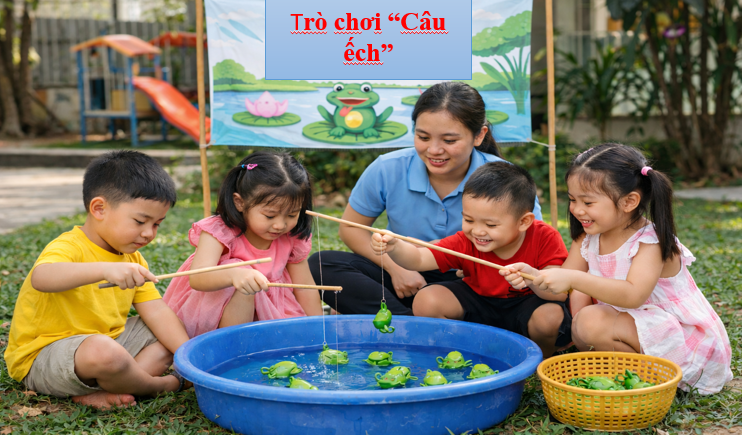 Trò chơi “Câu
ếch”